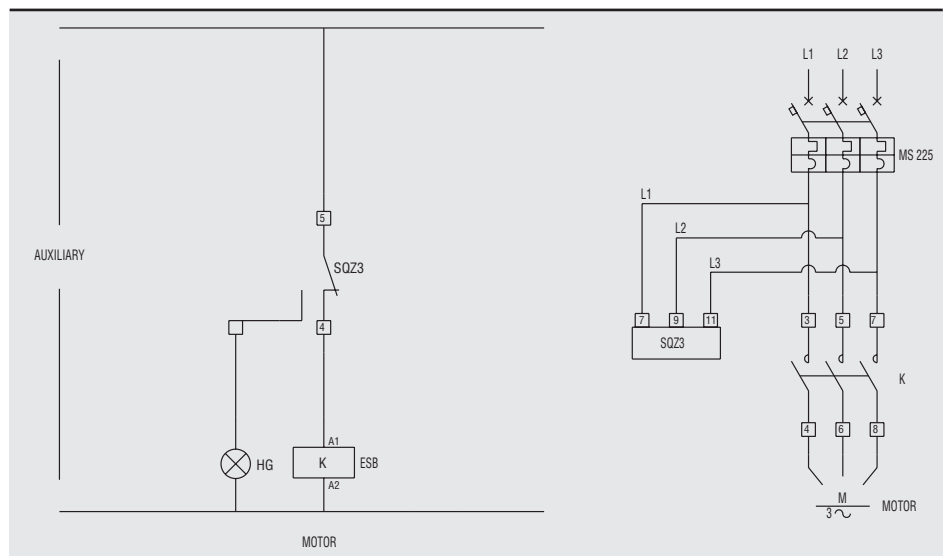 L1 L2 L3
MS 225
L1
5
L2
AUXILIARY
SQZ3
L3
4
7 9 11
3 5 7
SQZ3
K
A1
4 6 8
HG
K
ESB
A2
M
3
MOTOR
MOTOR